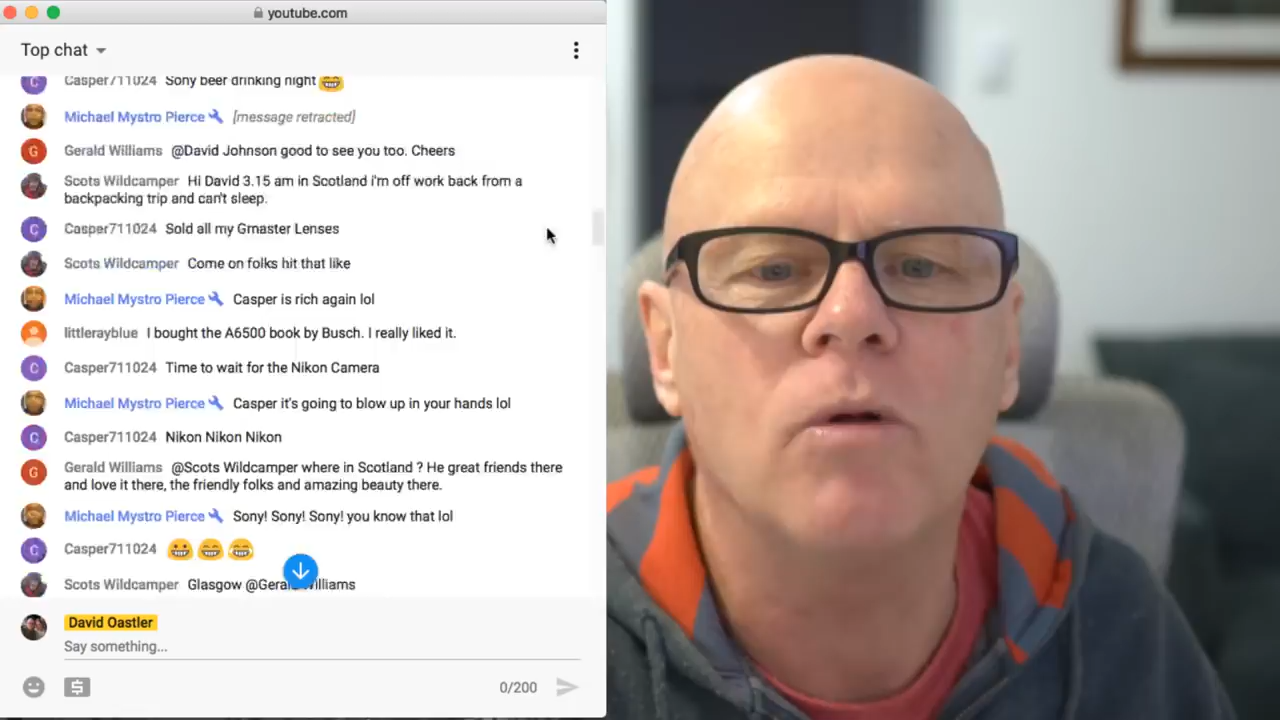 youtube.com
Top chat
Casper711024 Sony beer drinking night
Michael Mystro Pierce [message retracted]
Gerald Williams @David Johnson good to see you too. Cheers
Scots Wildcamper Hi David 3.15 am in Scotland i'm off work back from a
backpacking trip and can't sleep.
Casper711024 Sold all my Gmaster Lenses
Scots Wildcamper Come on folks hit that like
Michael Mystro Pierce Casper is rich again lol
littlerayblue I bought the A6500 book by Busch. I really liked it.
Casper711024 Time to wait for the Nikon Camera
Michael Mystro Pierce Casper it's going to blow up in your hands lol
Casper711024 Nikon Nikon Nikon
Gerald Williams @Scots Wildcamper where in Scotland ? He great friends there
and love it there, the friendly folks and amazing beauty there.
Michael Mystro Pierce Sony! Sony! Sony! you know that lol
Casper711024
Scots Wildcamper Glasgow @Gerald Williams
David Oastler
Say something...
0/200